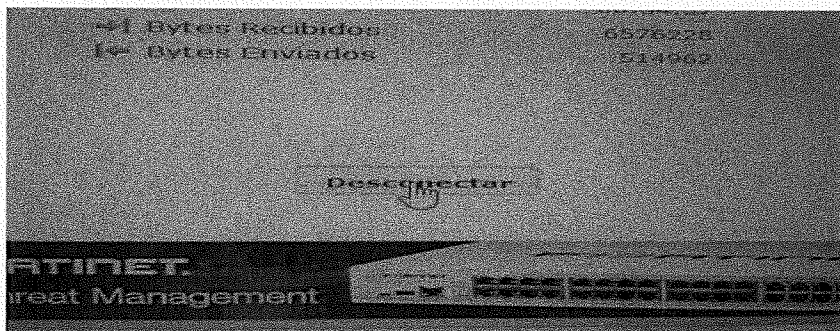 Bytes Recibidos 6576228
Bytes Enviados 514962
Desconectar
RTINET
reat Management